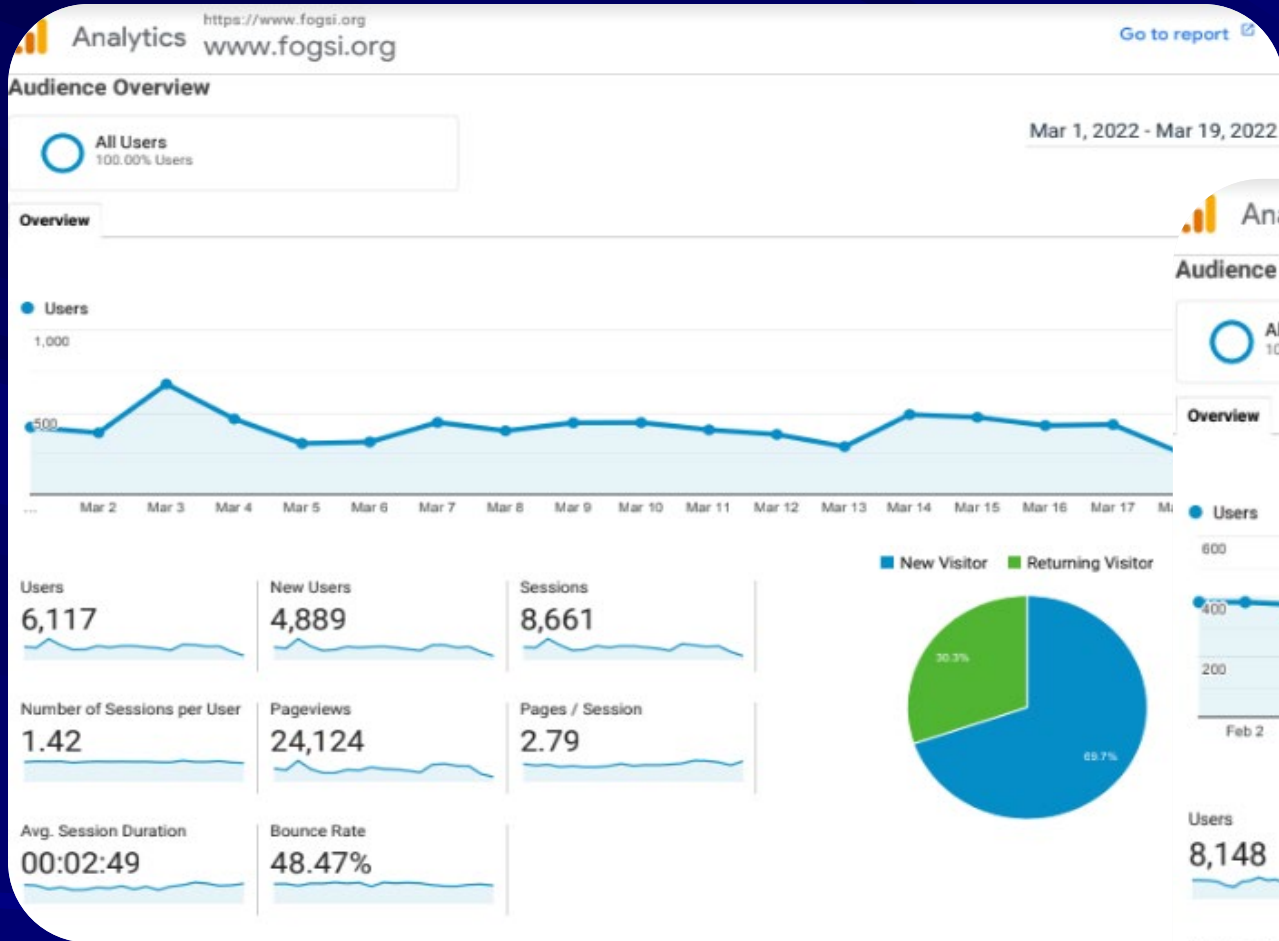 https://www.fogsi.org
Analytics www.fogsi.org
Go to report
Audience Overview
All Users
100.00% Users
Mar 1, 2022 - Mar 19, 2022
Overview
Users
1,000
500
... Mar 2 Mar 3 Mar 4 Mar 5 Mar 6 Mar 7 Mar 8 Mar 9 Mar 10 Mar 11 Mar 12 Mar 13 Mar 14 Mar 15 Mar 16 Mar 17
New Visitor Returning Visitor
Users New Users Sessions
6,117 4,889 8,661
30.3%
69.7%
Number of Sessions per User Pageviews Pages / Session
1.42 24,124 2.79
Avg. Session Duration Bounce Rate
00:02:49 48.47%
Audience
Overview
Users
600
400
200
Feb 2
Users
8,148